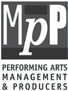 MPP
PERFORMING ARTS
MANAGEMENT
& PRODUCERS